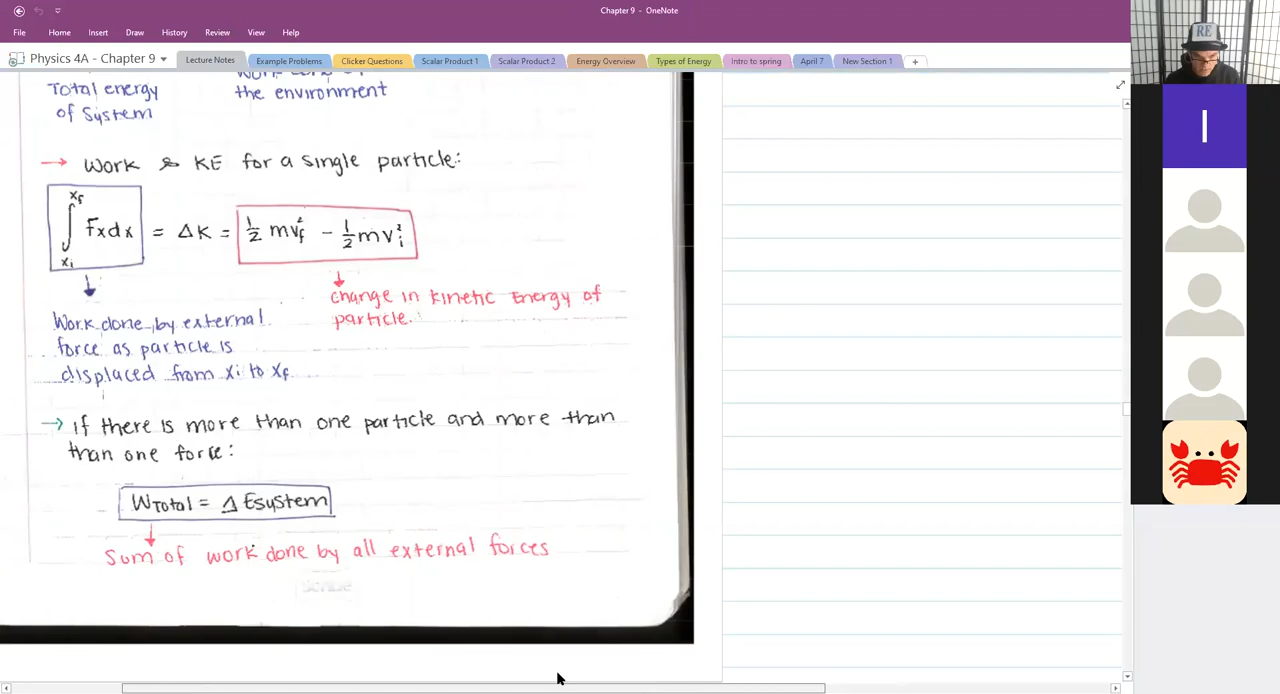 Chapter 9 - OneNote
File Home Insert Draw History Review View Help
Physics 4A - Chapter 9
Lecture Notes Example Problems Clicker Questions Scalar Product 1 Scalar Product 2 Energy Overview Types of Energy Intro to spring April 7 New Section 1 +
RE
I
Total energy
of System
the environment
→ Work & KE for a single particle:
∫ xi xf Fxdx = ΔK = 1/2 mvf² - 1/2 mvi²
Change in kinetic Energy of
particle.
Work done by external
force as particle is
displaced from xi to xf
→ if there is more than one particle and more than
than one force:
WTotal = Δ Esystem
Sum of work done by all external forces